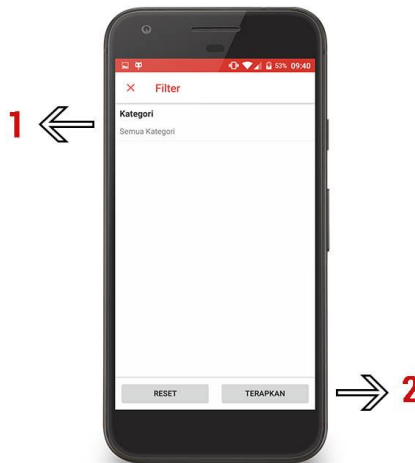 53% 09:40
Filter
1
Kategori
Semua Kategori
RESET TERAPKAN
2